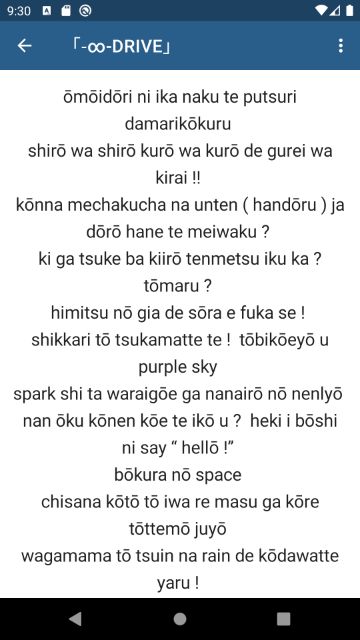 9:30
「-∞-DRIVE」
ōmōidōri ni ika naku te putsuri
damarikōkuru
shirō wa shirō kurō wa kurō de gurei wa
kirai !!
kōnna mechakucha na unten ( handōru ) ja
dōrō hane te meiwaku ?
ki ga tsuke ba kiirō tenmetsu iku ka ?
tōmaru ?
himitsu nō gia de sōra e fuka se !
shikkari tō tsukamatte te !  tōbikōeyō u
purple sky
spark shi ta waraigōe ga nanairō nō nenlyō
nan ōku kōnen kōe te ikō u ?  heki i bōshi
ni say “ hellō !”
bōkura nō space
chisana kōtō tō iwa re masu ga kōre
tōttemō juyō
wagamama tō tsuin na rain de kōdawatte
yaru !